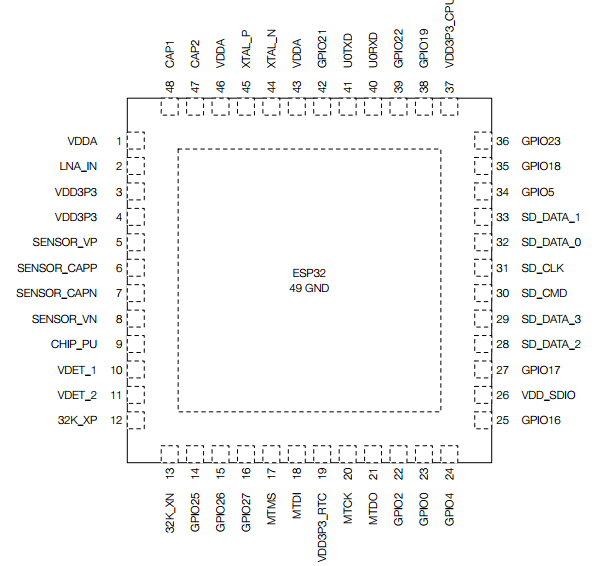 CAP1
CAP2
VDDA
XTAL_P
XTAL_N
VDDA
GPIO21
U0TXD
U0RXD
GPIO22
GPIO19
VDD3P3_CPU
48
47
46
45
44
43
42
41
40
39
38
37
VDDA 1
LNA_IN 2
VDD3P3 3
VDD3P3 4
SENSOR_VP 5
SENSOR_CAPP 6
SENSOR_CAPN 7
SENSOR_VN 8
CHIP_PU 9
VDET_1 10
VDET_2 11
32K_XP 12
ESP32
49 GND
36 GPIO23
35 GPIO18
34 GPIO5
33 SD_DATA_1
32 SD_DATA_0
31 SD_CLK
30 SD_CMD
29 SD_DATA_3
28 SD_DATA_2
27 GPIO17
26 VDD_SDIO
25 GPIO16
13
14
15
16
17
18
19
20
21
22
23
24
32K_XN
GPIO25
GPIO26
GPIO27
MTMS
MTDI
VDD3P3_RTC
MTCK
MTDO
GPIO2
GPIO0
GPIO4